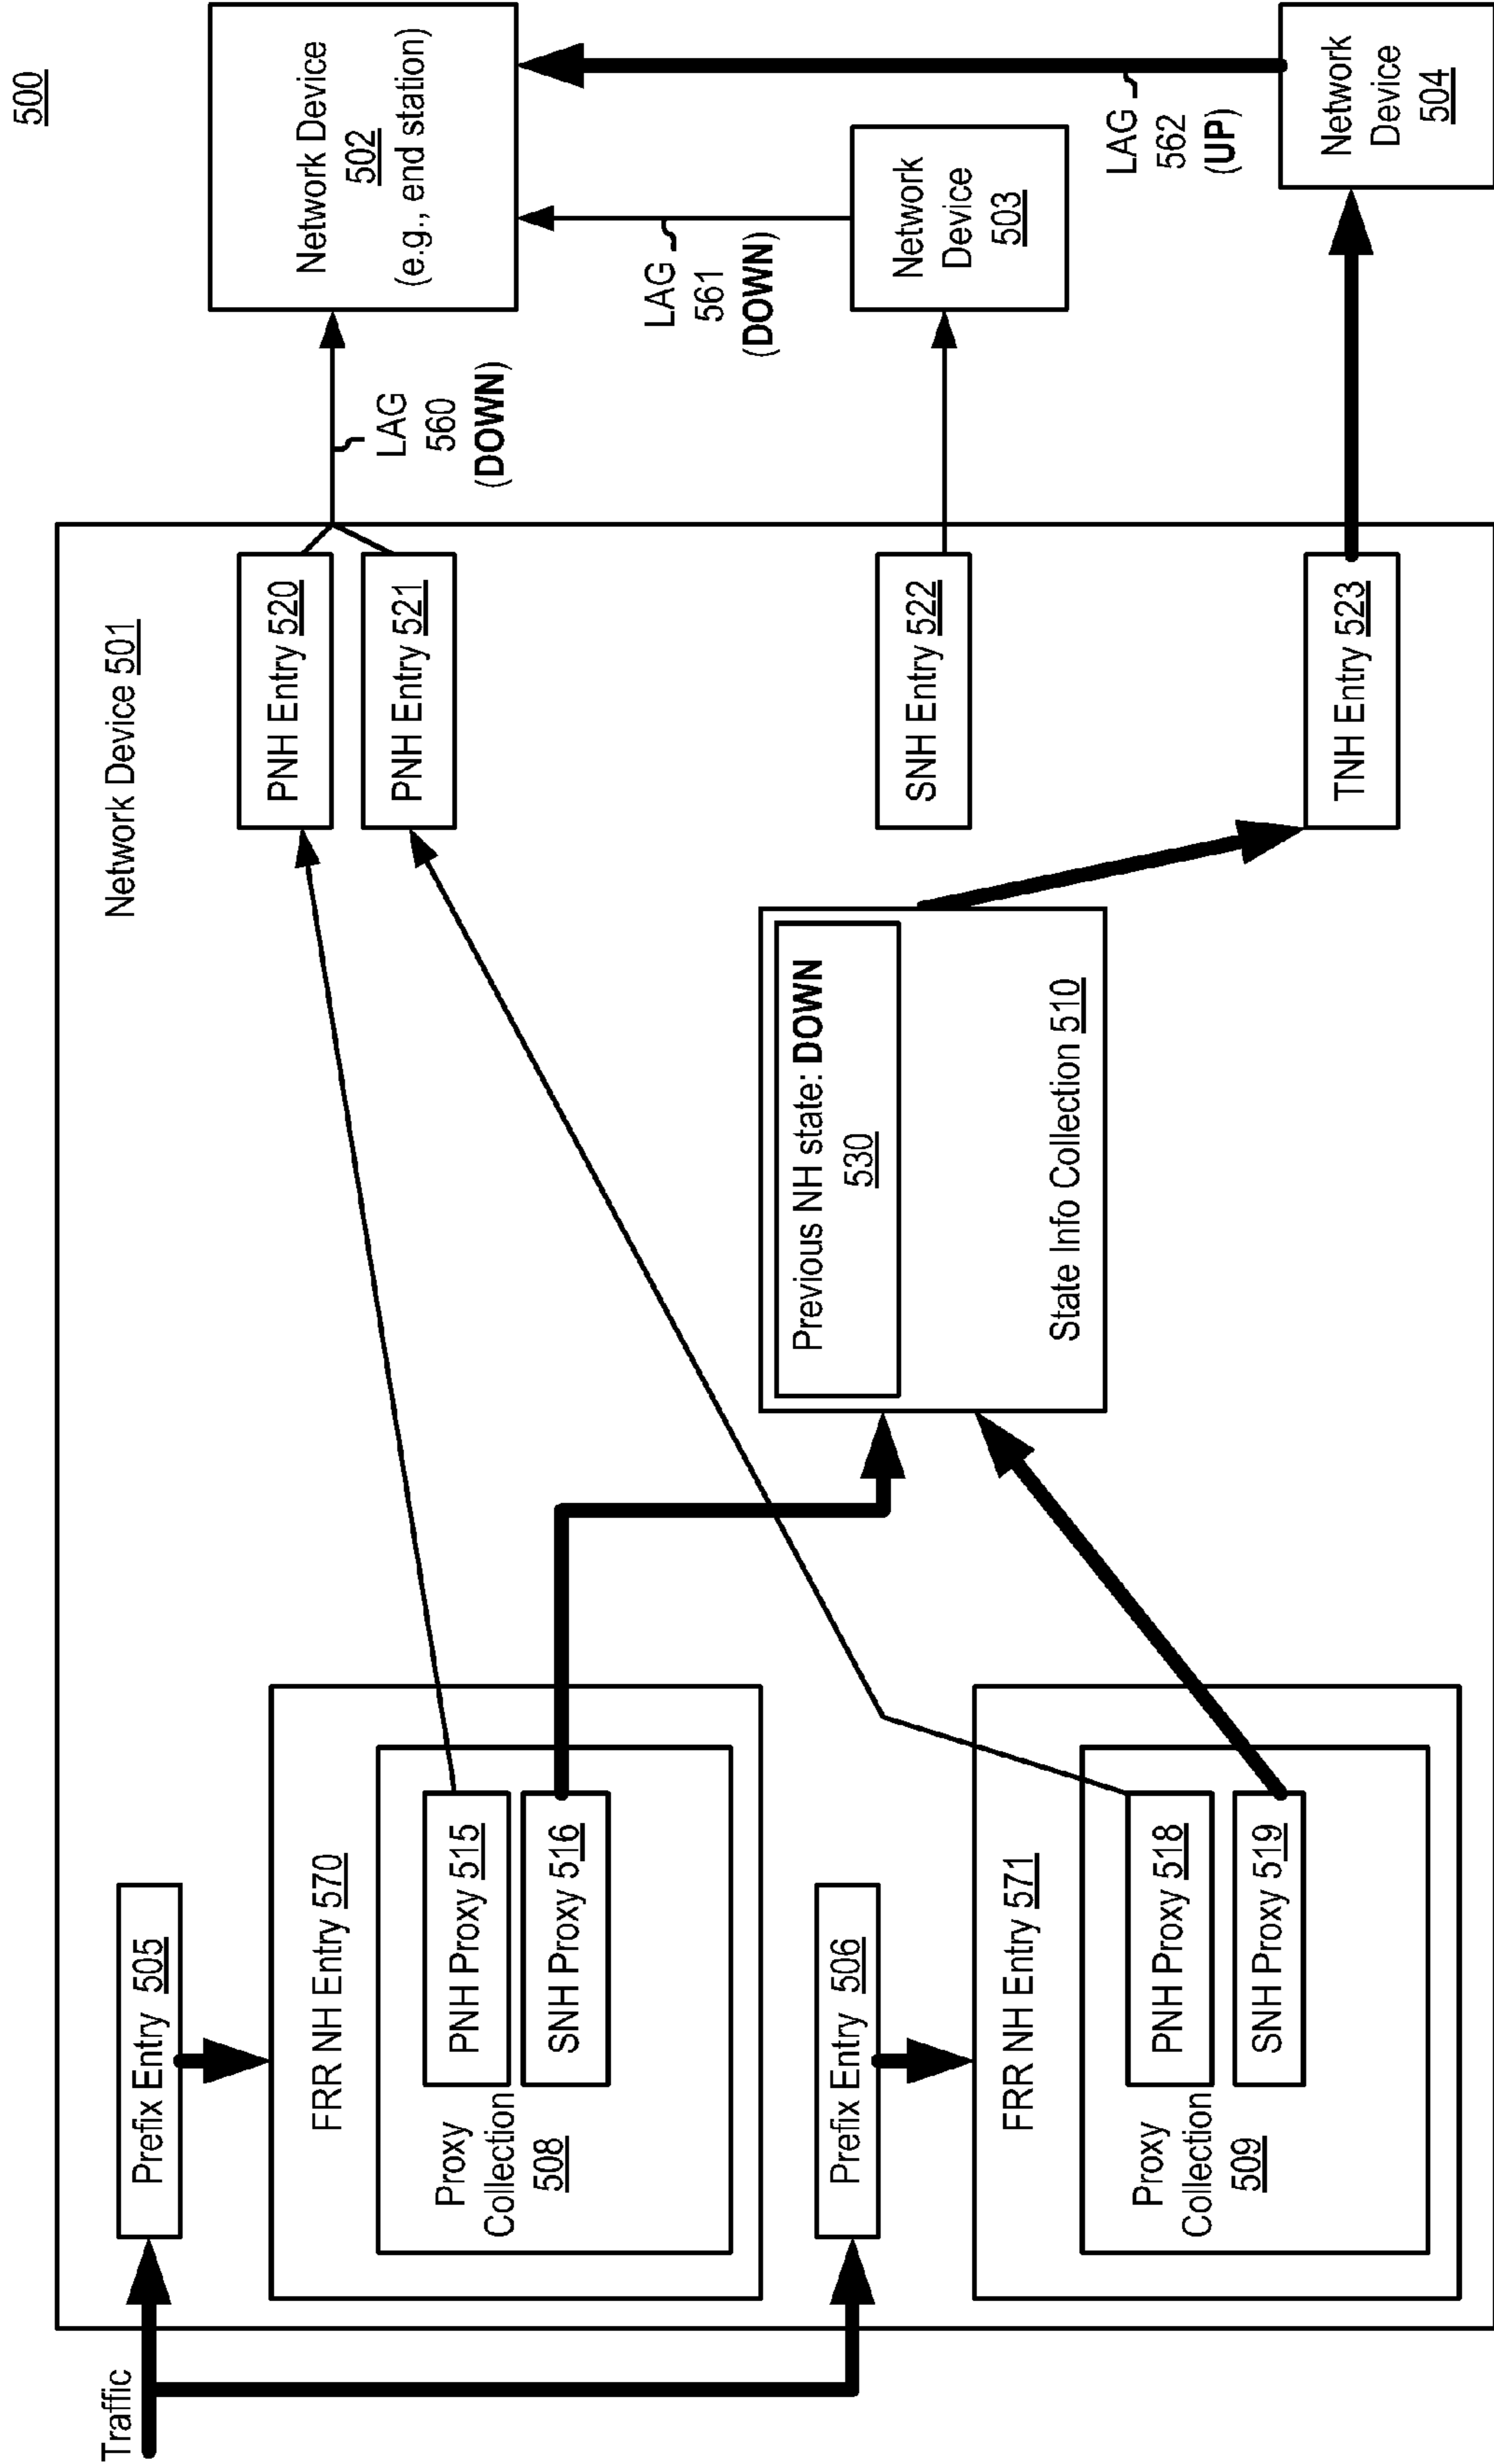 500
Traffic
Network Device 501
Prefix Entry 505
FRR NH Entry 570
Proxy
Collection
508
PNH Proxy 515
SNH Proxy 516
Prefix Entry 506
FRR NH Entry 571
Proxy
Collection
509
PNH Proxy 518
SNH Proxy 519
Previous NH state: DOWN
530
State Info Collection 510
PNH Entry 520
PNH Entry 521
SNH Entry 522
TNH Entry 523
LAG
560
(DOWN)
Network Device
502
(e.g., end station)
LAG
561
(DOWN)
Network
Device
503
LAG
562
(UP)
Network
Device
504